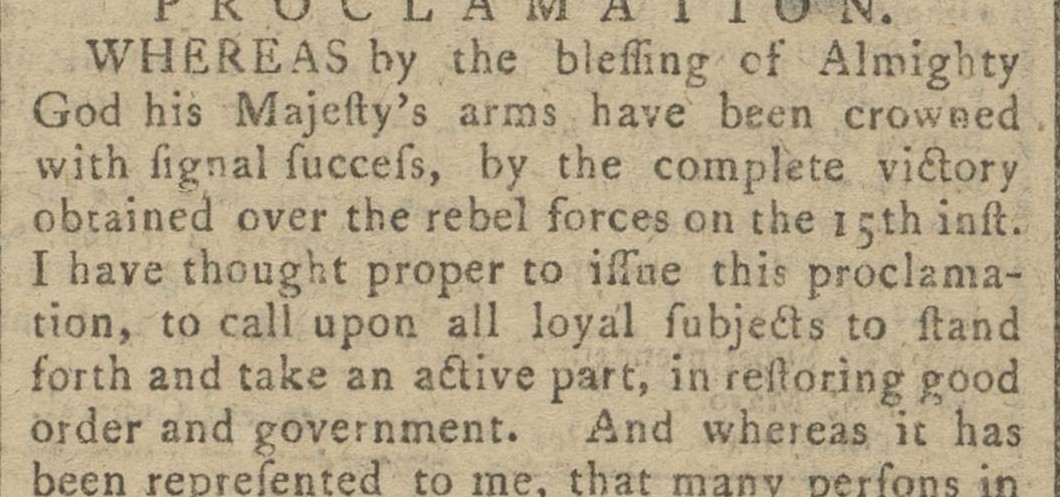 PROCLAMATION.
WHEREAS by the bleſſing of Almighty
God his Majeſty's arms have been crowned
with ſignal ſucceſs, by the complete victory
obtained over the rebel forces on the 15th inſt.
I have thought proper to iſſue this proclama-
tion, to call upon all loyal ſubjects to ſtand
forth and take an active part, in reſtoring good
order and government. And whereas it has
been repreſented to me, that many perſons in